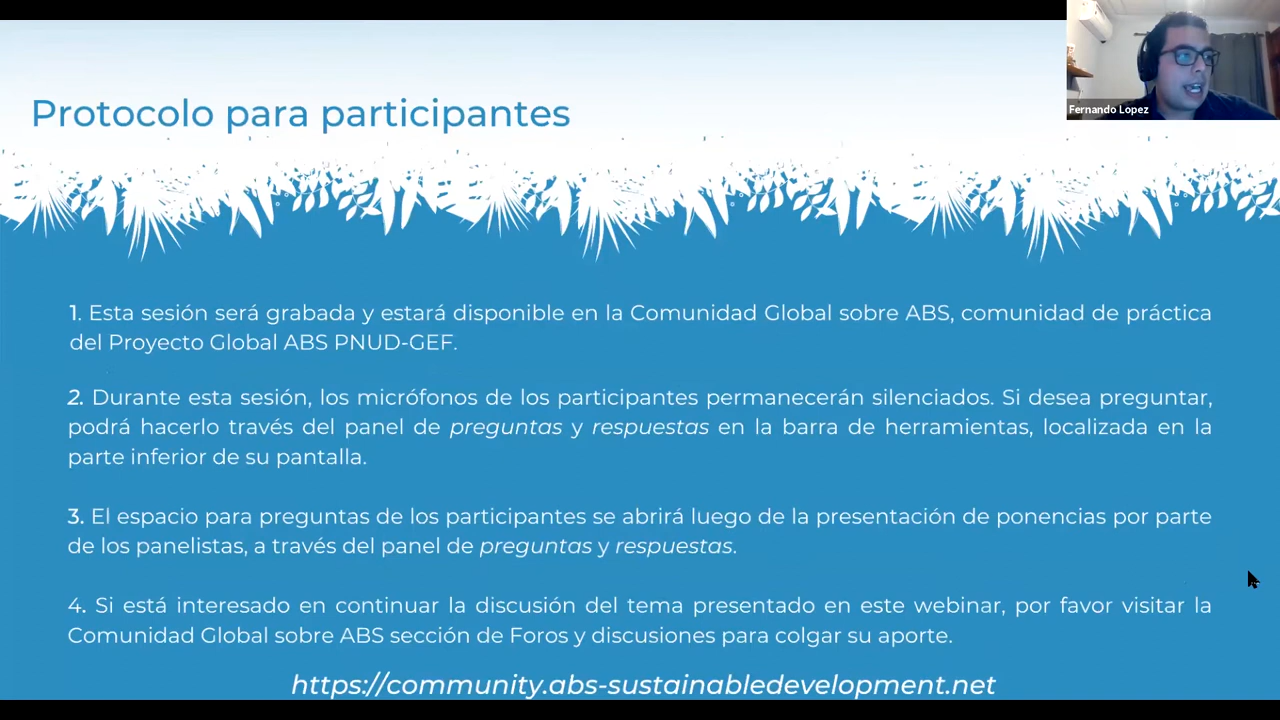 Protocolo para participantes
Fernando Lopez
1. Esta sesión será grabada y estará disponible en la Comunidad Global sobre ABS, comunidad de práctica
del Proyecto Global ABS PNUD-GEF.
2. Durante esta sesión, los micrófonos de los participantes permanecerán silenciados. Si desea preguntar,
podrá hacerlo través del panel de preguntas y respuestas en la barra de herramientas, localizada en la
parte inferior de su pantalla.
3. El espacio para preguntas de los participantes se abrirá luego de la presentación de ponencias por parte
de los panelistas, a través del panel de preguntas y respuestas.
4. Si está interesado en continuar la discusión del tema presentado en este webinar, por favor visitar la
Comunidad Global sobre ABS sección de Foros y discusiones para colgar su aporte.
https://community.abs-sustainabledevelopment.net